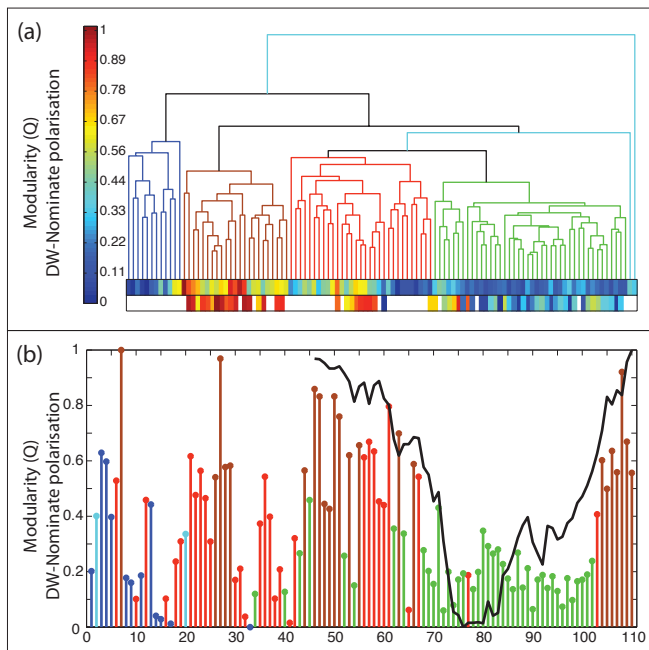 (a)
Modularity (Q)
DW-Nominate polarisation
1
0.89
0.78
0.67
0.56
0.44
0.33
0.22
0.11
0
(b)
Modularity (Q)
DW-Nominate polarisation
1
0.8
0.6
0.4
0.2
0
0 10 20 30 40 50 60 70 80 90 100 110